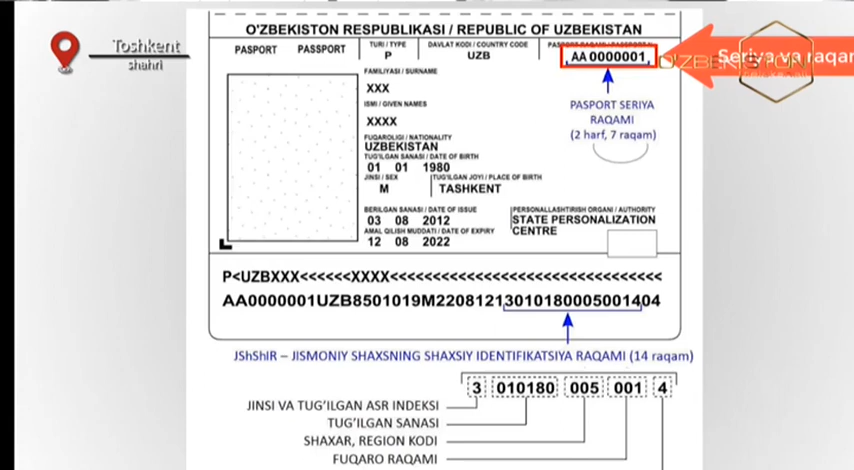 Toshkent
shahri
O'ZBEKISTON RESPUBLIKASI / REPUBLIC OF UZBEKISTAN
PASPORT PASSPORT
TURI / TYPE
P
DAVLAT KODI / COUNTRY CODE
UZB
AA 0000001
Seriya va raqam
O'ZBEKISTON
FAMILIYASI / SURNAME
XXX
ISMI / GIVEN NAMES
XXXX
PASPORT SERIYA
RAQAMI
(2 harf, 7 raqam)
FUQAROLIGI / NATIONALITY
UZBEKISTAN
TUG'ILGAN SANASI / DATE OF BIRTH
01 01 1980
JINSI / SEX
M
TUG'ILGAN JOYI / PLACE OF BIRTH
TASHKENT
BERILGAN SANASI / DATE OF ISSUE
03 08 2012
AMAL QILISH MUDDATI / DATE OF EXPIRY
12 08 2022
PERSONALLASHTIRISH ORGANI / AUTHORITY
STATE PERSONALIZATION
CENTRE
P<UZBXXX<<<<<<XXXX<<<<<<<<<<<<<<<<<<<<<<<<<<<<<<<
AA0000001UZB8501019M22081213010180005001404
JShShIR – JISMONIY SHAXSNING SHAXSIY IDENTIFIKATSIYA RAQAMI (14 raqam)
3 010180 005 001 4
JINSI VA TUG'ILGAN ASR INDEKSI
TUG'ILGAN SANASI
SHAXAR, REGION KODI
FUQARO RAQAMI